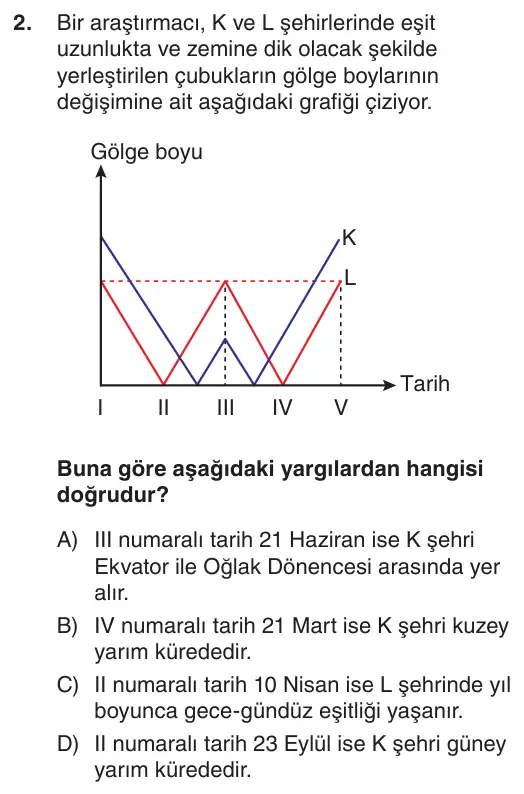 2. Bir araştırmacı, K ve L şehirlerinde eşit
uzunlukta ve zemine dik olacak şekilde
yerleştirilen çubukların gölge boylarının
değişimine ait aşağıdaki grafiği çiziyor.
Gölge boyu
K
L
Tarih
I II III IV V
Buna göre aşağıdaki yargılardan hangisi
doğrudur?
A) III numaralı tarih 21 Haziran ise K şehri
Ekvator ile Oğlak Dönencesi arasında yer
alır.
B) IV numaralı tarih 21 Mart ise K şehri kuzey
yarım kürededir.
C) II numaralı tarih 10 Nisan ise L şehrinde yıl
boyunca gece-gündüz eşitliği yaşanır.
D) II numaralı tarih 23 Eylül ise K şehri güney
yarım kürededir.